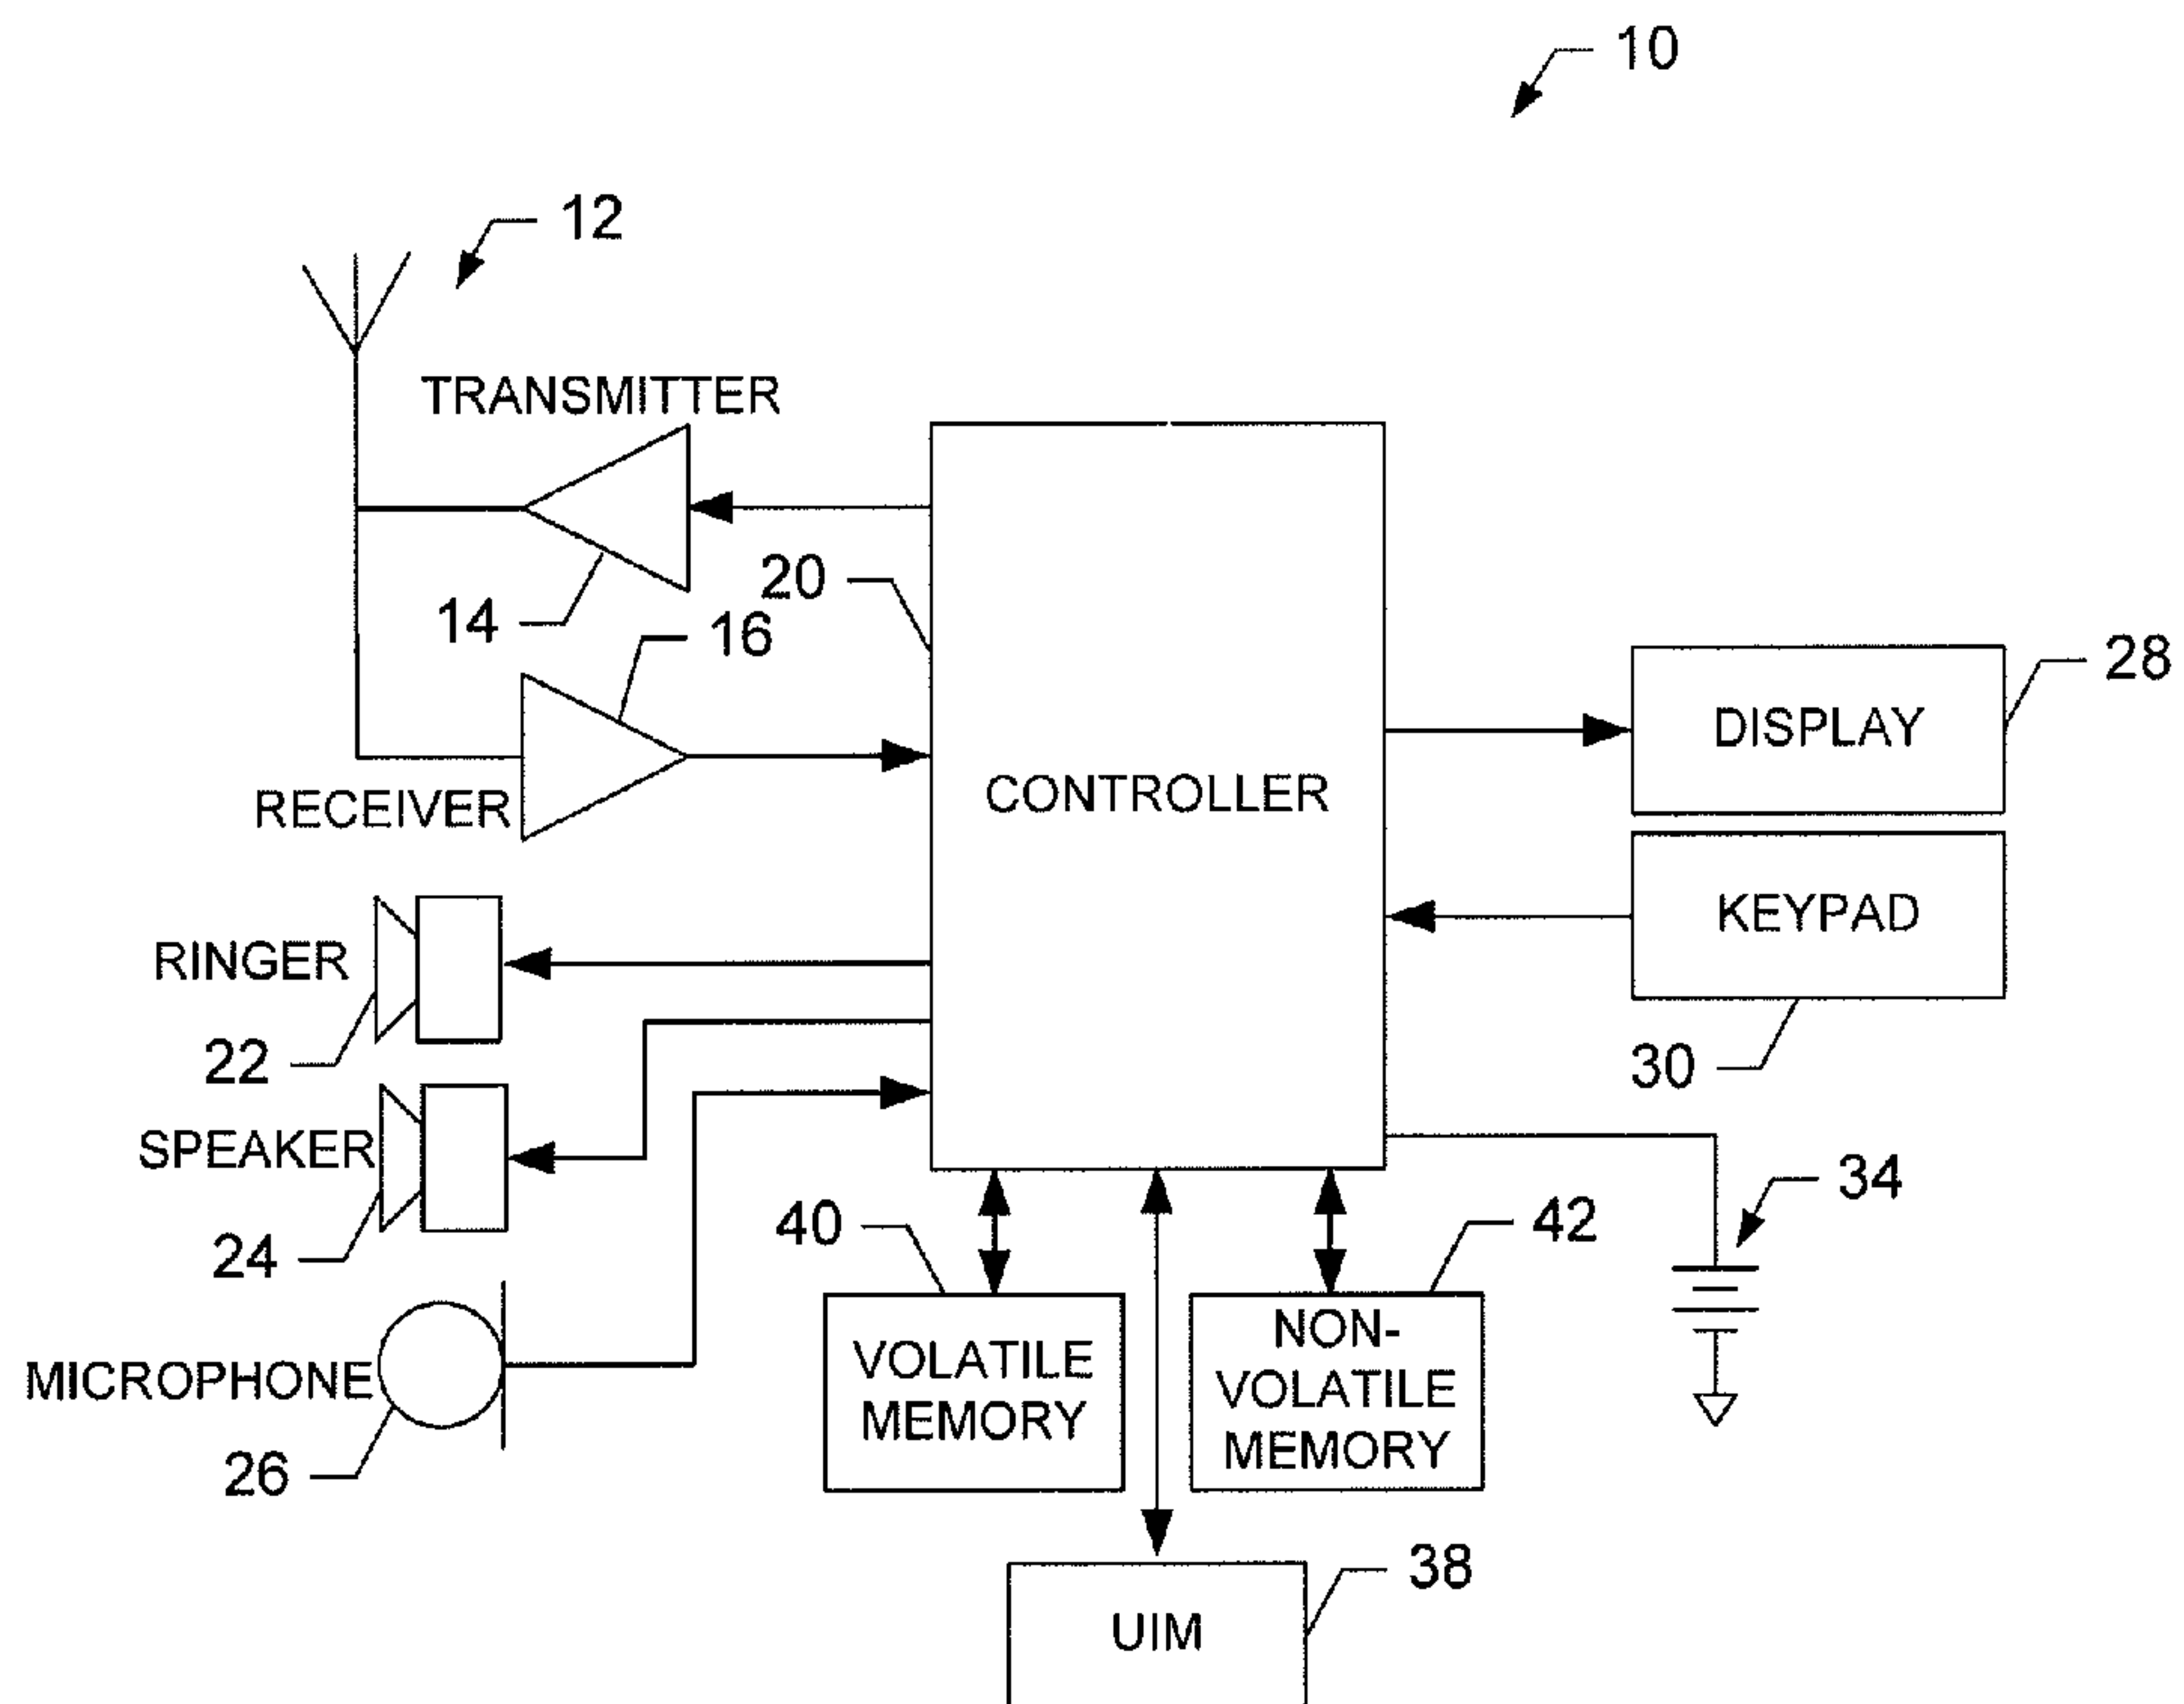 10
12
TRANSMITTER
14
20
16
RECEIVER
CONTROLLER
DISPLAY
28
KEYPAD
30
RINGER
22
SPEAKER
24
MICROPHONE
26
40
VOLATILE
MEMORY
42
NON-
VOLATILE
MEMORY
34
38
UIM